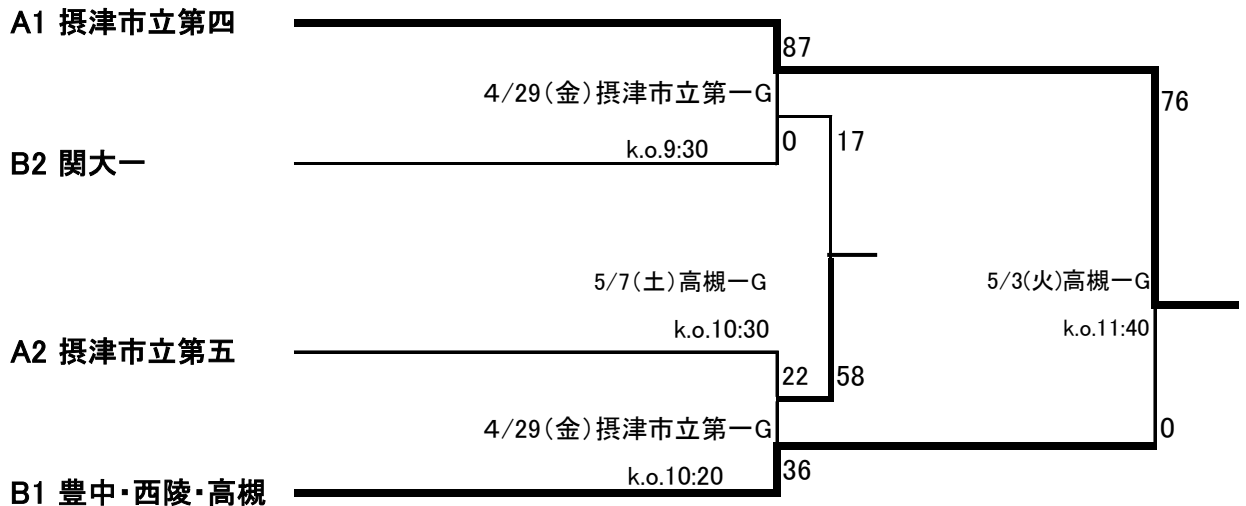 A1 摂津市立第四
87
4/29(金)摂津市立第一G
76
0
17
k.o.9:30
B2 関大一
5/7(土)高槻一G
5/3(火)高槻一G
k.o.10:30
k.o.11:40
A2 摂津市立第五
22
58
4/29(金)摂津市立第一G
0
k.o.10:20
36
B1 豊中・西陵・高槻